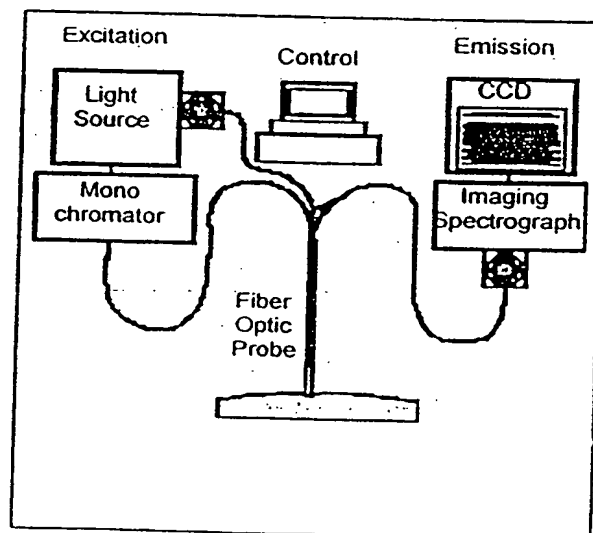 Excitation
Control
Emission
Light
Source
CCD
Mono
chromator
Imaging
Spectrograph
Fiber
Optic
Probe